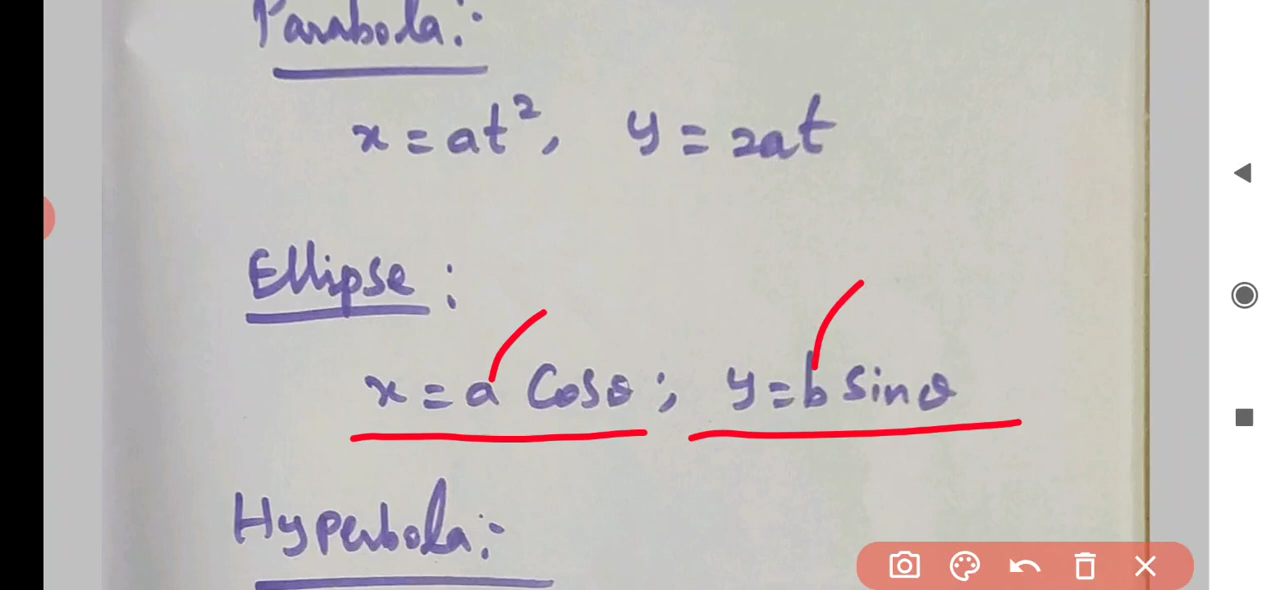 Parabola:-
x = at², y = 2at
Ellipse :
x = a Cosθ ; y = b Sinθ
Hyperbola:-